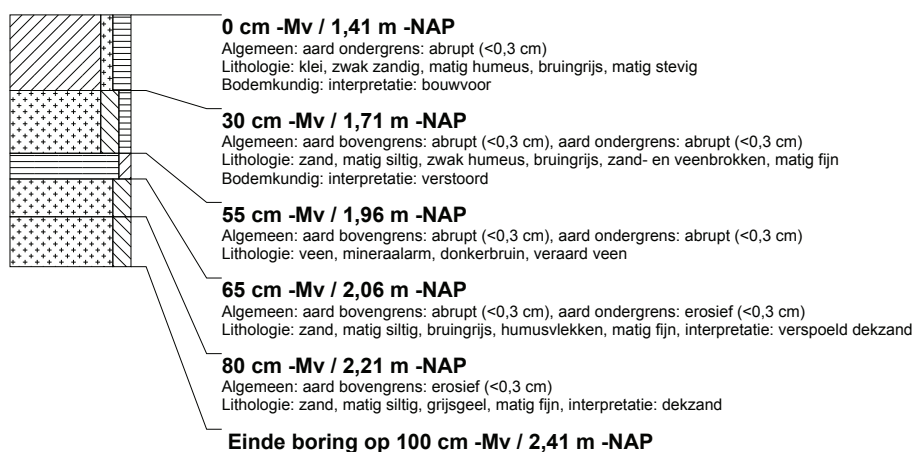 0 cm -Mv / 1,41 m -NAP
Algemeen: aard ondergrens: abrupt (<0,3 cm)
Lithologie: klei, zwak zandig, matig humeus, bruingrijs, matig stevig
Bodemkundig: interpretatie: bouwvoor
30 cm -Mv / 1,71 m -NAP
Algemeen: aard bovengrens: abrupt (<0,3 cm), aard ondergrens: abrupt (<0,3 cm)
Lithologie: zand, matig siltig, zwak humeus, bruingrijs, zand- en veenbrokken, matig fijn
Bodemkundig: interpretatie: verstoord
55 cm -Mv / 1,96 m -NAP
Algemeen: aard bovengrens: abrupt (<0,3 cm), aard ondergrens: abrupt (<0,3 cm)
Lithologie: veen, mineraalarm, donkerbruin, veraard veen
65 cm -Mv / 2,06 m -NAP
Algemeen: aard bovengrens: abrupt (<0,3 cm), aard ondergrens: erosief (<0,3 cm)
Lithologie: zand, matig siltig, bruingrijs, humusvlekken, matig fijn, interpretatie: verspoeld dekzand
80 cm -Mv / 2,21 m -NAP
Algemeen: aard bovengrens: erosief (<0,3 cm)
Lithologie: zand, matig siltig, grijsgeel, matig fijn, interpretatie: dekzand
Einde boring op 100 cm -Mv / 2,41 m -NAP